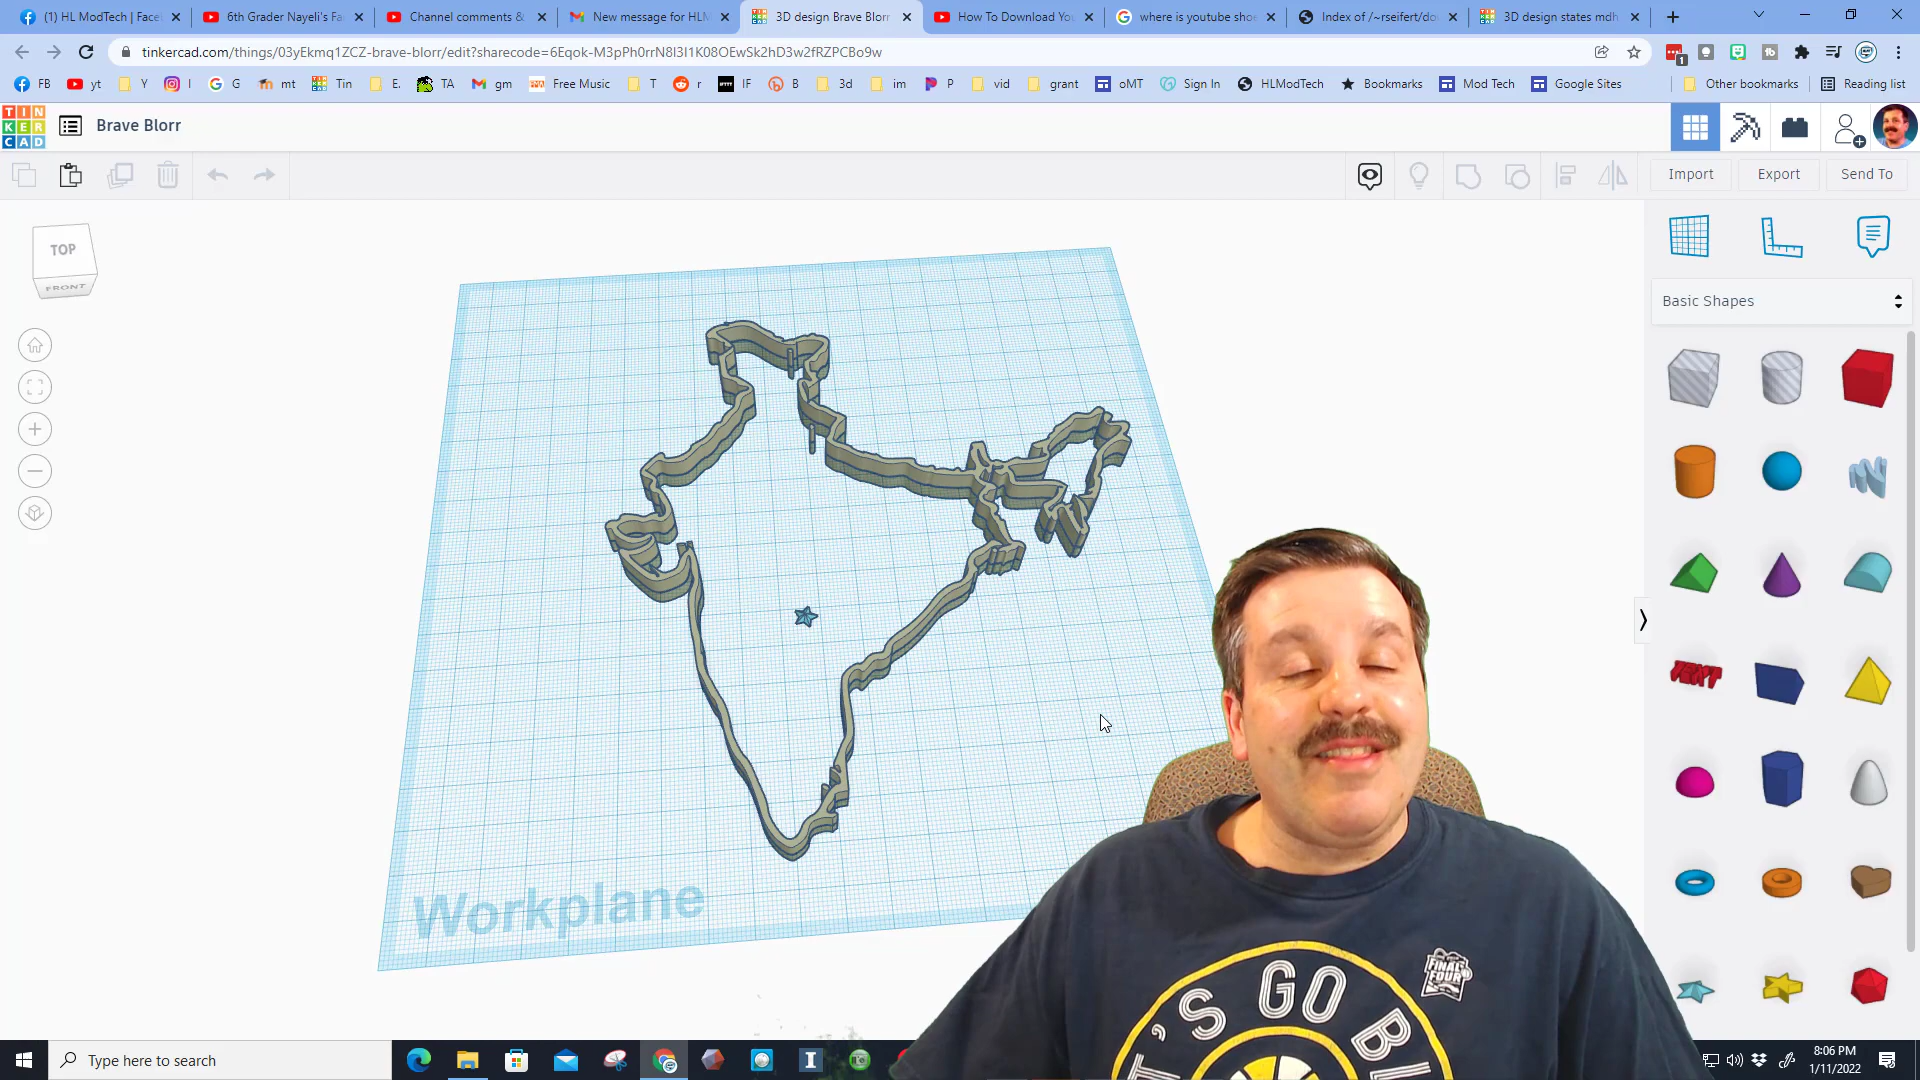 (1) HL ModTech | Face
6th Grader Nayeli's Fa
Channel comments &
New message for HLM
3D design Brave Blorr
How To Download Yo
where is youtube sho
Index of /~rseifert/do
3D design states mdh
tinkercad.com/things/03yEkmq1ZCZ-brave-blorr/edit?sharecode=6Eqok-M3pPh0rrN8I3I1K08OEwSk2hD3w2fRZPCBo9w
1
FB yt Y I G mt Tin E. TA gm Free Music T r IF B 3d im P vid grant oMT Sign In HLModTech Bookmarks Mod Tech Google Sites Other bookmarks Reading list
TIN
KER
CAD
Brave Blorr
Import Export Send To
TOP
FRONT
Basic Shapes
TEXT
Workplane
FINAL FOUR
IT'S GO BL
Type here to search
8:06 PM
1/11/2022